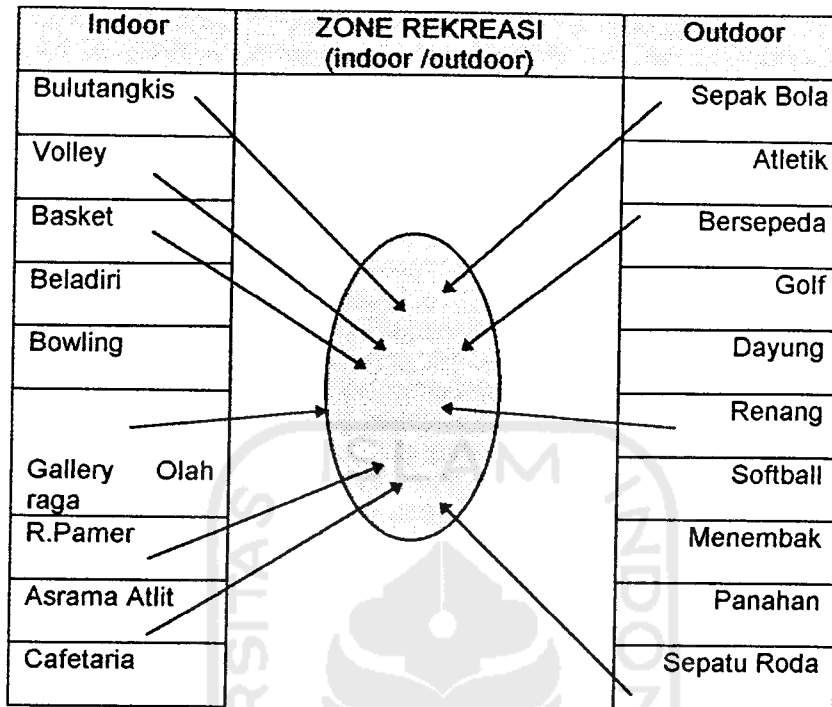 Indoor
ZONE REKREASI
(indoor /outdoor)
Outdoor
Bulutangkis
Sepak Bola
Volley
Atletik
Basket
Bersepeda
Beladiri
Golf
Bowling
Dayung
Renang
Gallery Olah
raga
Softball
R.Pamer
Menembak
Asrama Atlit
Panahan
Cafetaria
Sepatu Roda
ISLAM